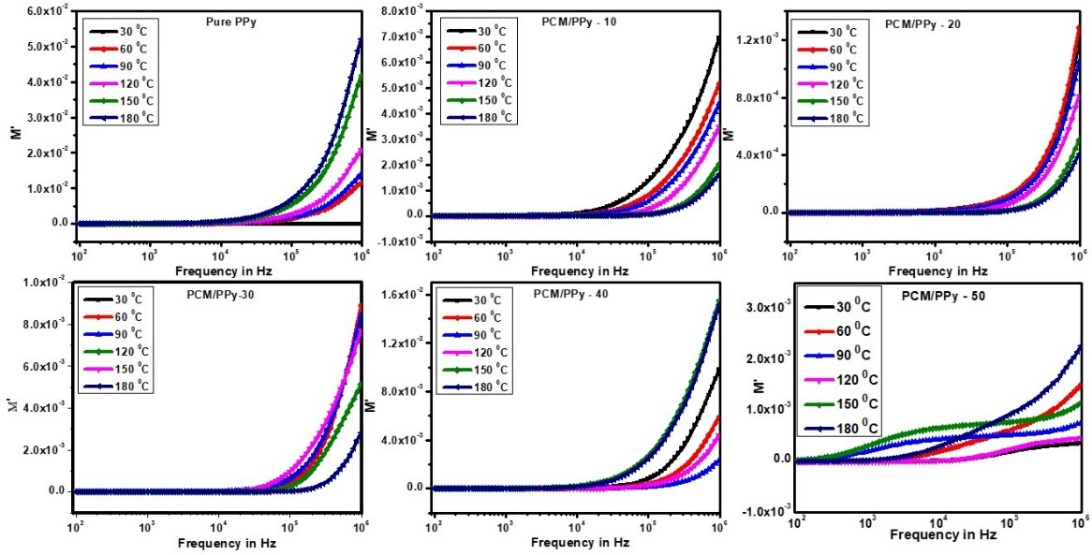 Pure PPy
6.0x10⁻²
5.0x10⁻²
4.0x10⁻²
3.0x10⁻²
2.0x10⁻²
1.0x10⁻²
0.0
M'
30 ⁰C
60 ⁰C
90 ⁰C
120 ⁰C
150 ⁰C
180 ⁰C
10² 10³ 10⁴ 10⁵ 10⁶
Frequency in Hz
PCM/PPy - 10
8.0x10⁻³
7.0x10⁻³
6.0x10⁻³
5.0x10⁻³
4.0x10⁻³
3.0x10⁻³
2.0x10⁻³
1.0x10⁻³
0.0
-1.0x10⁻³
M'
30 ⁰C
60 ⁰C
90 ⁰C
120 ⁰C
150 ⁰C
180 ⁰C
10² 10³ 10⁴ 10⁵ 10⁶
Frequency in Hz
PCM/PPy - 20
1.2x10⁻³
8.0x10⁻⁴
4.0x10⁻⁴
0.0
M'
30 ⁰C
60 ⁰C
90 ⁰C
120 ⁰C
150 ⁰C
180 ⁰C
10² 10³ 10⁴ 10⁵ 10⁶
Frequency in Hz
PCM/PPy-30
1.0x10⁻²
8.0x10⁻³
6.0x10⁻³
4.0x10⁻³
2.0x10⁻³
0.0
M'
30 ⁰C
60 ⁰C
90 ⁰C
120 ⁰C
150 ⁰C
180 ⁰C
10² 10³ 10⁴ 10⁵ 10⁶
Frequency in Hz
PCM/PPy - 40
1.6x10⁻²
1.2x10⁻²
8.0x10⁻³
4.0x10⁻³
0.0
M'
30 ⁰C
60 ⁰C
90 ⁰C
120 ⁰C
150 ⁰C
180 ⁰C
10² 10³ 10⁴ 10⁵ 10⁶
Frequency in Hz
PCM/PPy - 50
3.0x10⁻³
2.0x10⁻³
1.0x10⁻³
0.0
-1.0x10⁻³
M'
30 ⁰C
60 ⁰C
90 ⁰C
120 ⁰C
150 ⁰C
180 ⁰C
10² 10³ 10⁴ 10⁵ 10⁶
Frequency in Hz